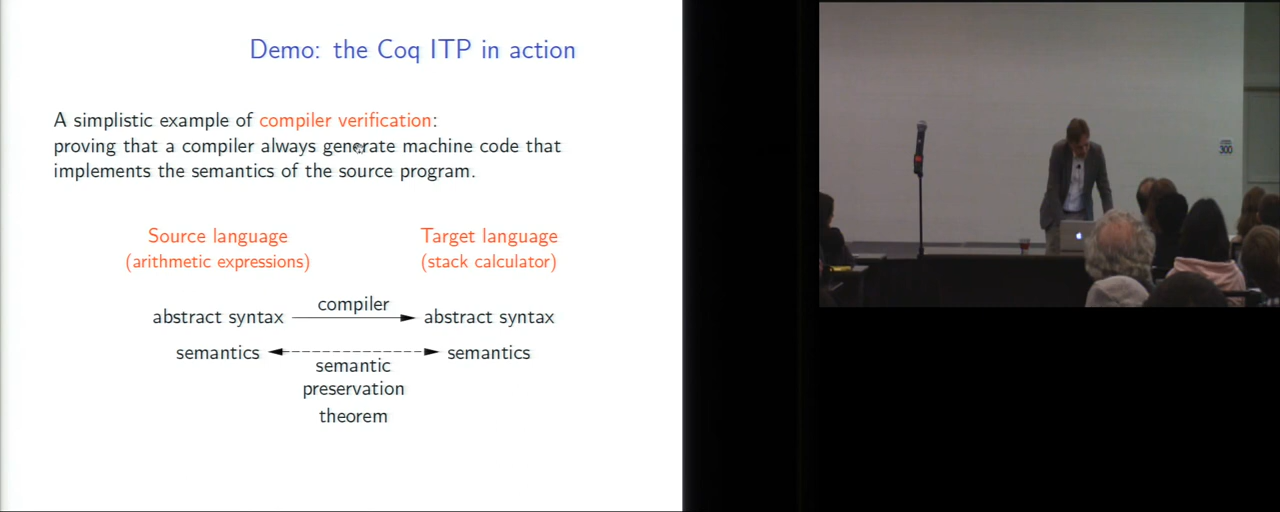 Demo: the Coq ITP in action
A simplistic example of compiler verification:
proving that a compiler always generate machine code that
implements the semantics of the source program.
Source language
(arithmetic expressions)
Target language
(stack calculator)
compiler
abstract syntax
abstract syntax
semantics
semantics
semantic
preservation
theorem
300